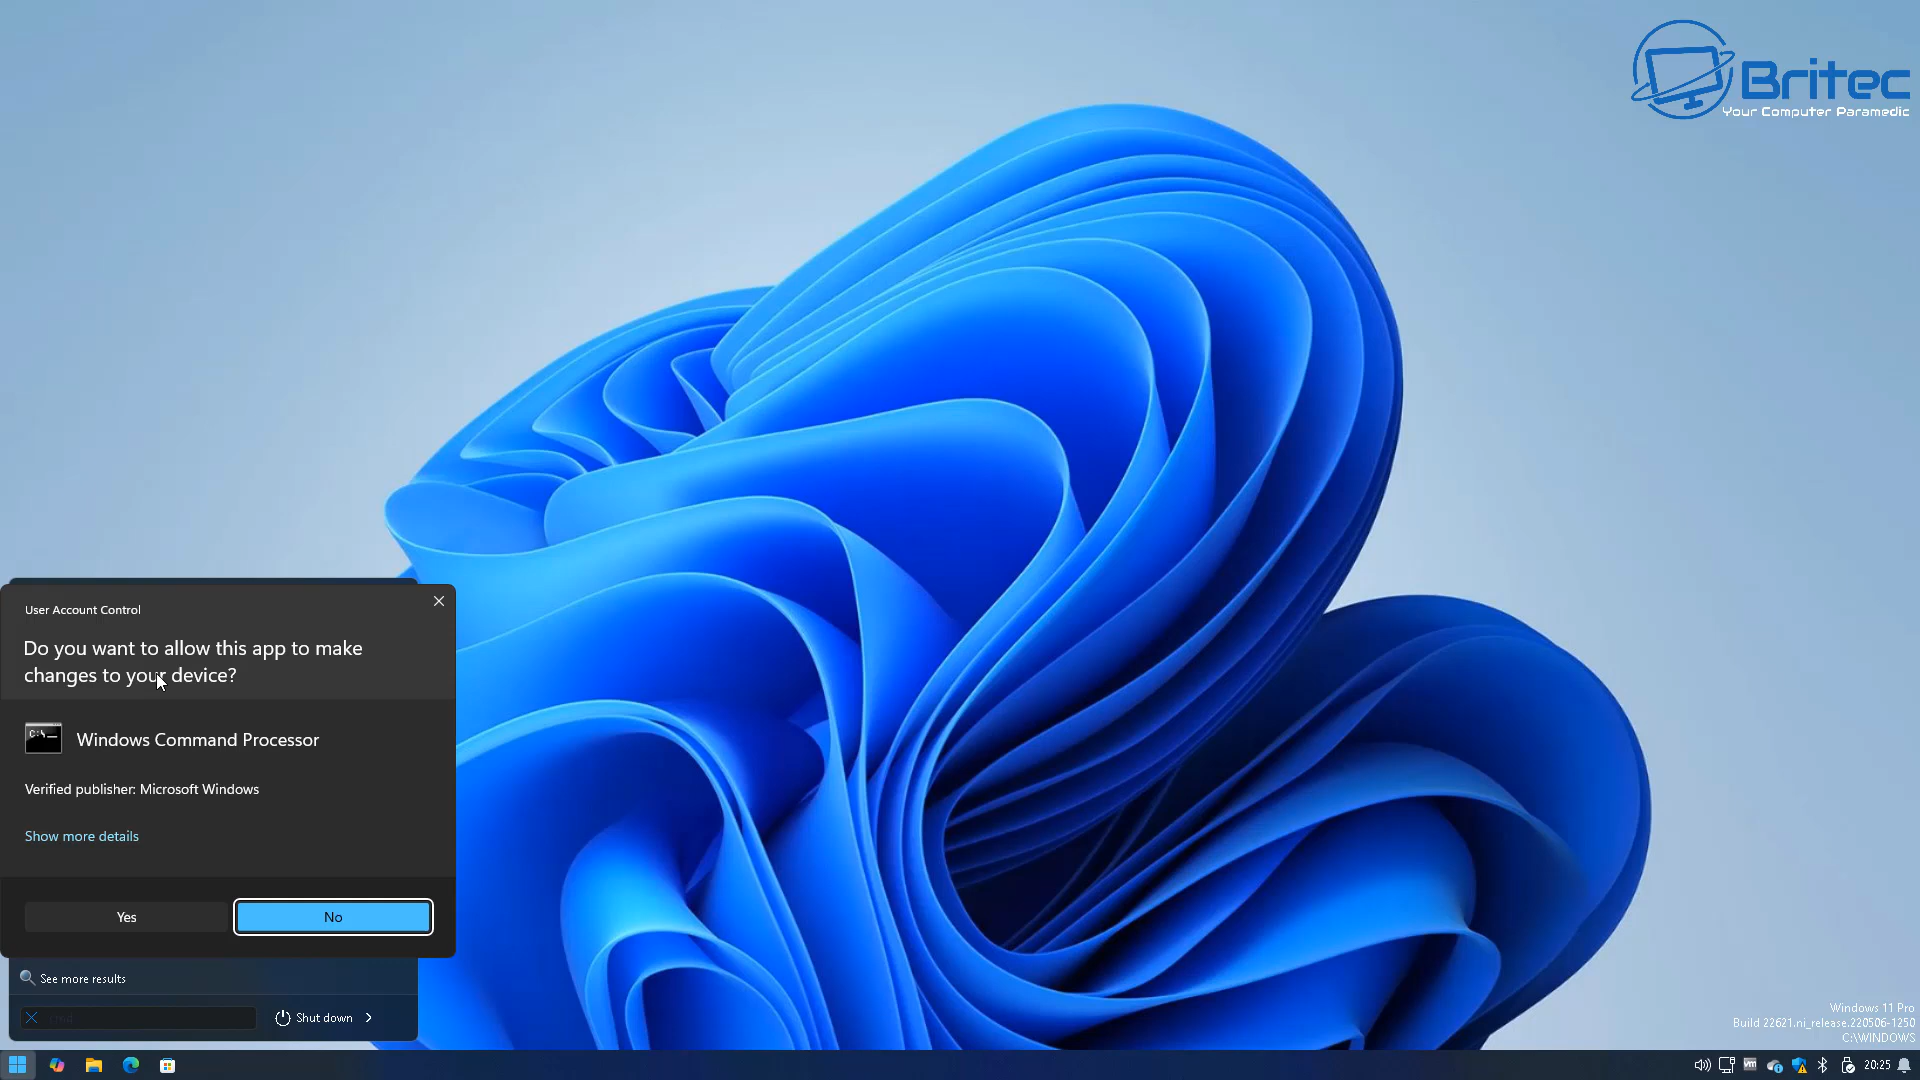 Britec
Your Computer Paramedic
User Account Control
Do you want to allow this app to make
changes to your device?
C:\_
Windows Command Processor
Verified publisher: Microsoft Windows
Show more details
Yes
No
See more results
cmd
Shut down
Windows 11 Pro
Build 22621.ni_release.220506-1250
C:\WINDOWS
20:25